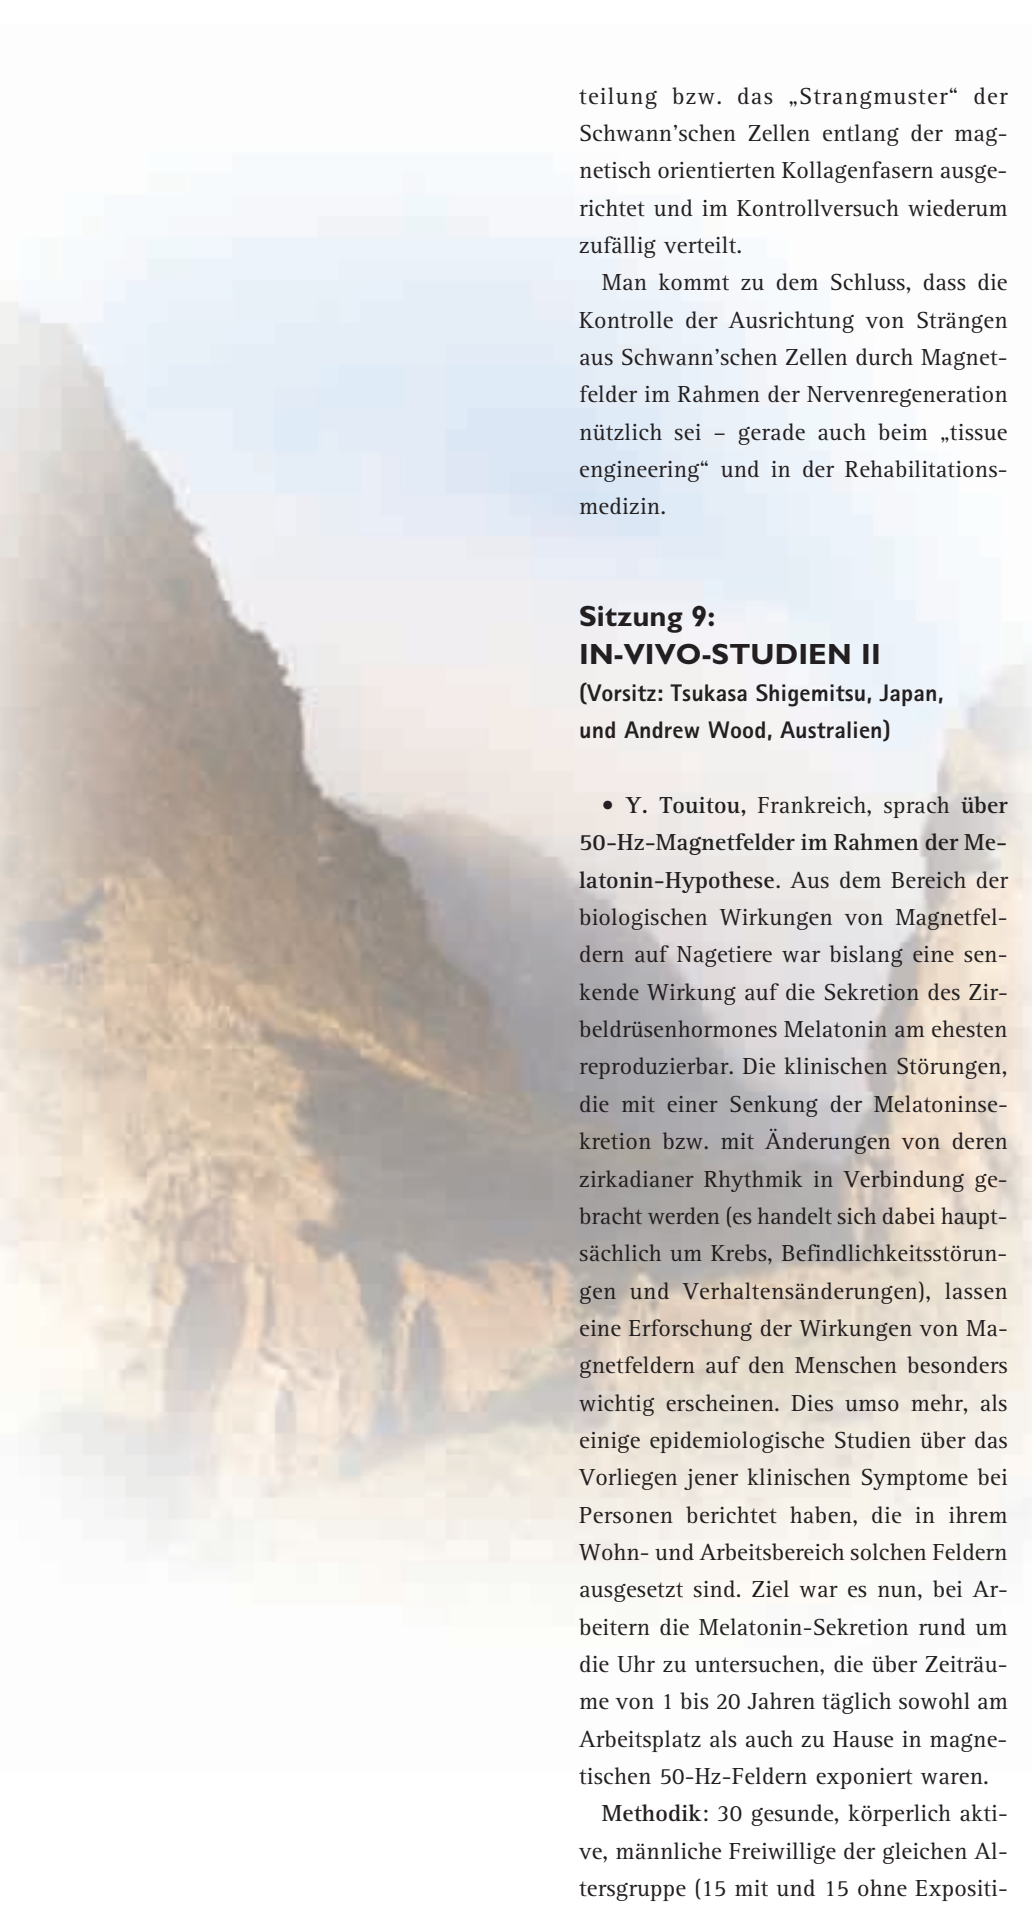 teilung bzw. das „Strangmuster“ der
Schwann’schen Zellen entlang der mag-
netisch orientierten Kollagenfasern ausge-
richtet und im Kontrollversuch wiederum
zufällig verteilt.
Man kommt zu dem Schluss, dass die
Kontrolle der Ausrichtung von Strängen
aus Schwann’schen Zellen durch Magnet-
felder im Rahmen der Nervenregeneration
nützlich sei – gerade auch beim „tissue
engineering“ und in der Rehabilitations-
medizin.
Sitzung 9:
IN-VIVO-STUDIEN II
(Vorsitz: Tsukasa Shigemitsu, Japan,
und Andrew Wood, Australien)
• Y. Touitou, Frankreich, sprach über
50-Hz-Magnetfelder im Rahmen der Me-
latonin-Hypothese. Aus dem Bereich der
biologischen Wirkungen von Magnetfel-
dern auf Nagetiere war bislang eine sen-
kende Wirkung auf die Sekretion des Zir-
beldrüsenhormones Melatonin am ehesten
reproduzierbar. Die klinischen Störungen,
die mit einer Senkung der Melatoninse-
kretion bzw. mit Änderungen von deren
zirkadianer Rhythmik in Verbindung ge-
bracht werden (es handelt sich dabei haupt-
sächlich um Krebs, Befindlichkeitsstörun-
gen und Verhaltensänderungen), lassen
eine Erforschung der Wirkungen von Ma-
gnetfeldern auf den Menschen besonders
wichtig erscheinen. Dies umso mehr, als
einige epidemiologische Studien über das
Vorliegen jener klinischen Symptome bei
Personen berichtet haben, die in ihrem
Wohn- und Arbeitsbereich solchen Feldern
ausgesetzt sind. Ziel war es nun, bei Ar-
beitern die Melatonin-Sekretion rund um
die Uhr zu untersuchen, die über Zeiträu-
me von 1 bis 20 Jahren täglich sowohl am
Arbeitsplatz als auch zu Hause in magne-
tischen 50-Hz-Feldern exponiert waren.
Methodik: 30 gesunde, körperlich akti-
ve, männliche Freiwillige der gleichen Al-
tersgruppe (15 mit und 15 ohne Expositi-